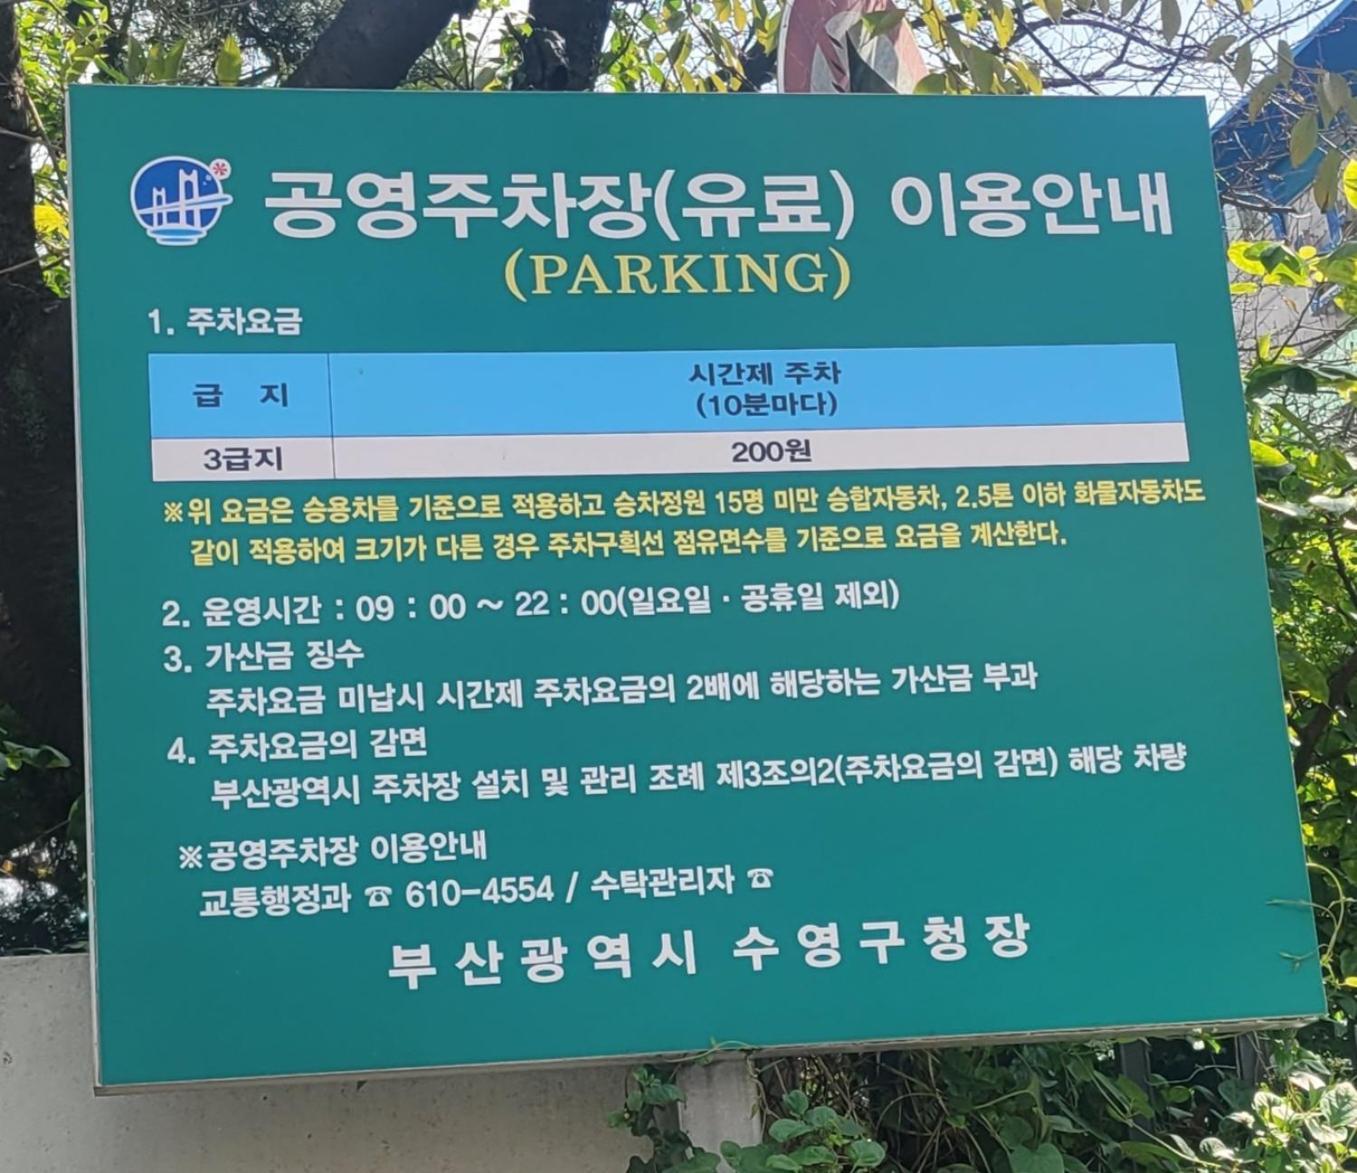 공영주차장(유료) 이용안내
(PARKING)
1. 주차요금
급 지
시간제 주차
(10분마다)
3급지
200원
※위 요금은 승용차를 기준으로 적용하고 승차정원 15명 미만 승합자동차, 2.5톤 이하 화물자동차도
같이 적용하여 크기가 다른 경우 주차구획선 점유면수를 기준으로 요금을 계산한다.
2. 운영시간 : 09 : 00 ~ 22 : 00(일요일 · 공휴일 제외)
3. 가산금 징수
주차요금 미납시 시간제 주차요금의 2배에 해당하는 가산금 부과
4. 주차요금의 감면
부산광역시 주차장 설치 및 관리 조례 제3조의2(주차요금의 감면) 해당 차량
※공영주차장 이용안내
교통행정과 ☎ 610-4554 / 수탁관리자 ☎
부산광역시 수영구청장